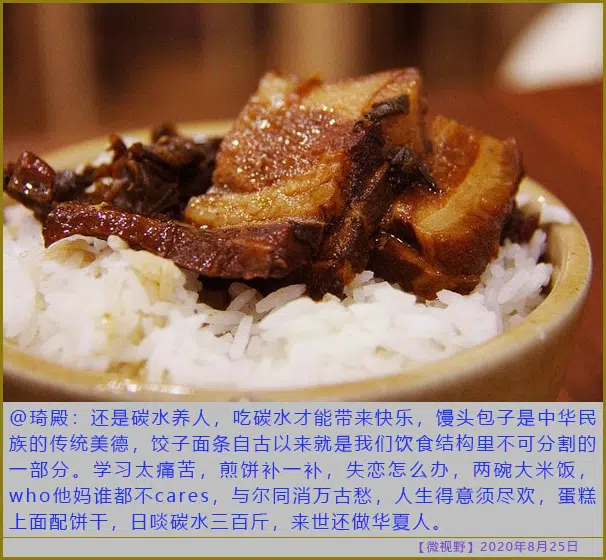 @琦殿：还是碳水养人，吃碳水才能带来快乐，馒头包子是中华民
族的传统美德，饺子面条自古以来就是我们饮食结构里不可分割的
一部分。学习太痛苦，煎饼补一补，失恋怎么办，两碗大米饭，
who他妈谁都不cares，与尔同消万古愁，人生得意须尽欢，蛋糕
上面配饼干，日啖碳水三百斤，来世还做华夏人。
【微视野】2020年8月25日